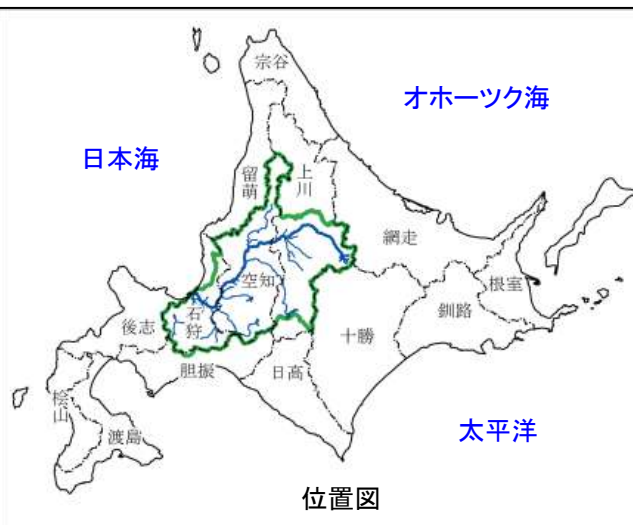 宗谷
オホーツク海
日本海
留萌
上川
網走
空知
根室
石狩
釧路
後志
十勝
胆振
日高
桧山
渡島
太平洋
位置図